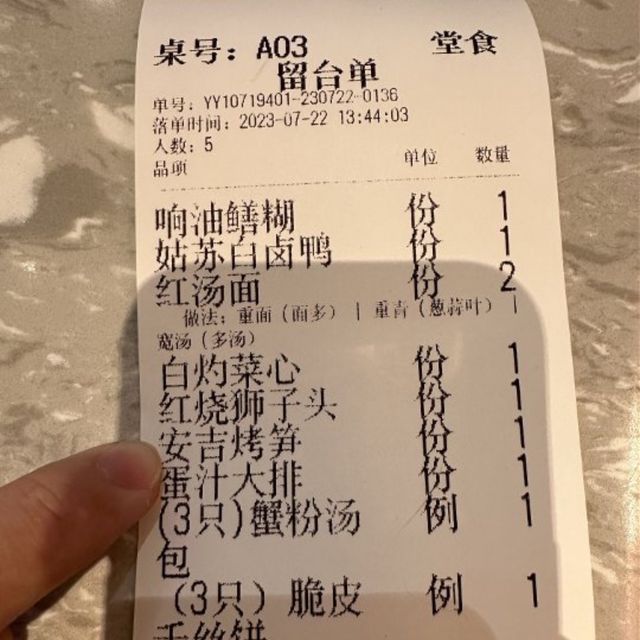 桌号：A03 堂食
留台单
单号：YY10719401-230722-0136
落单时间：2023-07-22 13:44:03
人数：5
品项 单位 数量
响油鳝糊 份 1
姑苏白卤鸭 份 1
红汤面 份 2
做法：重面（面多） | 重青（葱蒜叶） |
宽汤（多汤）
白灼菜心 份 1
红烧狮子头 份 1
安吉烤笋 份 1
蛋汁大排 份 1
(3只)蟹粉汤 例 1
包
（3只）脆皮 例 1
千丝饼